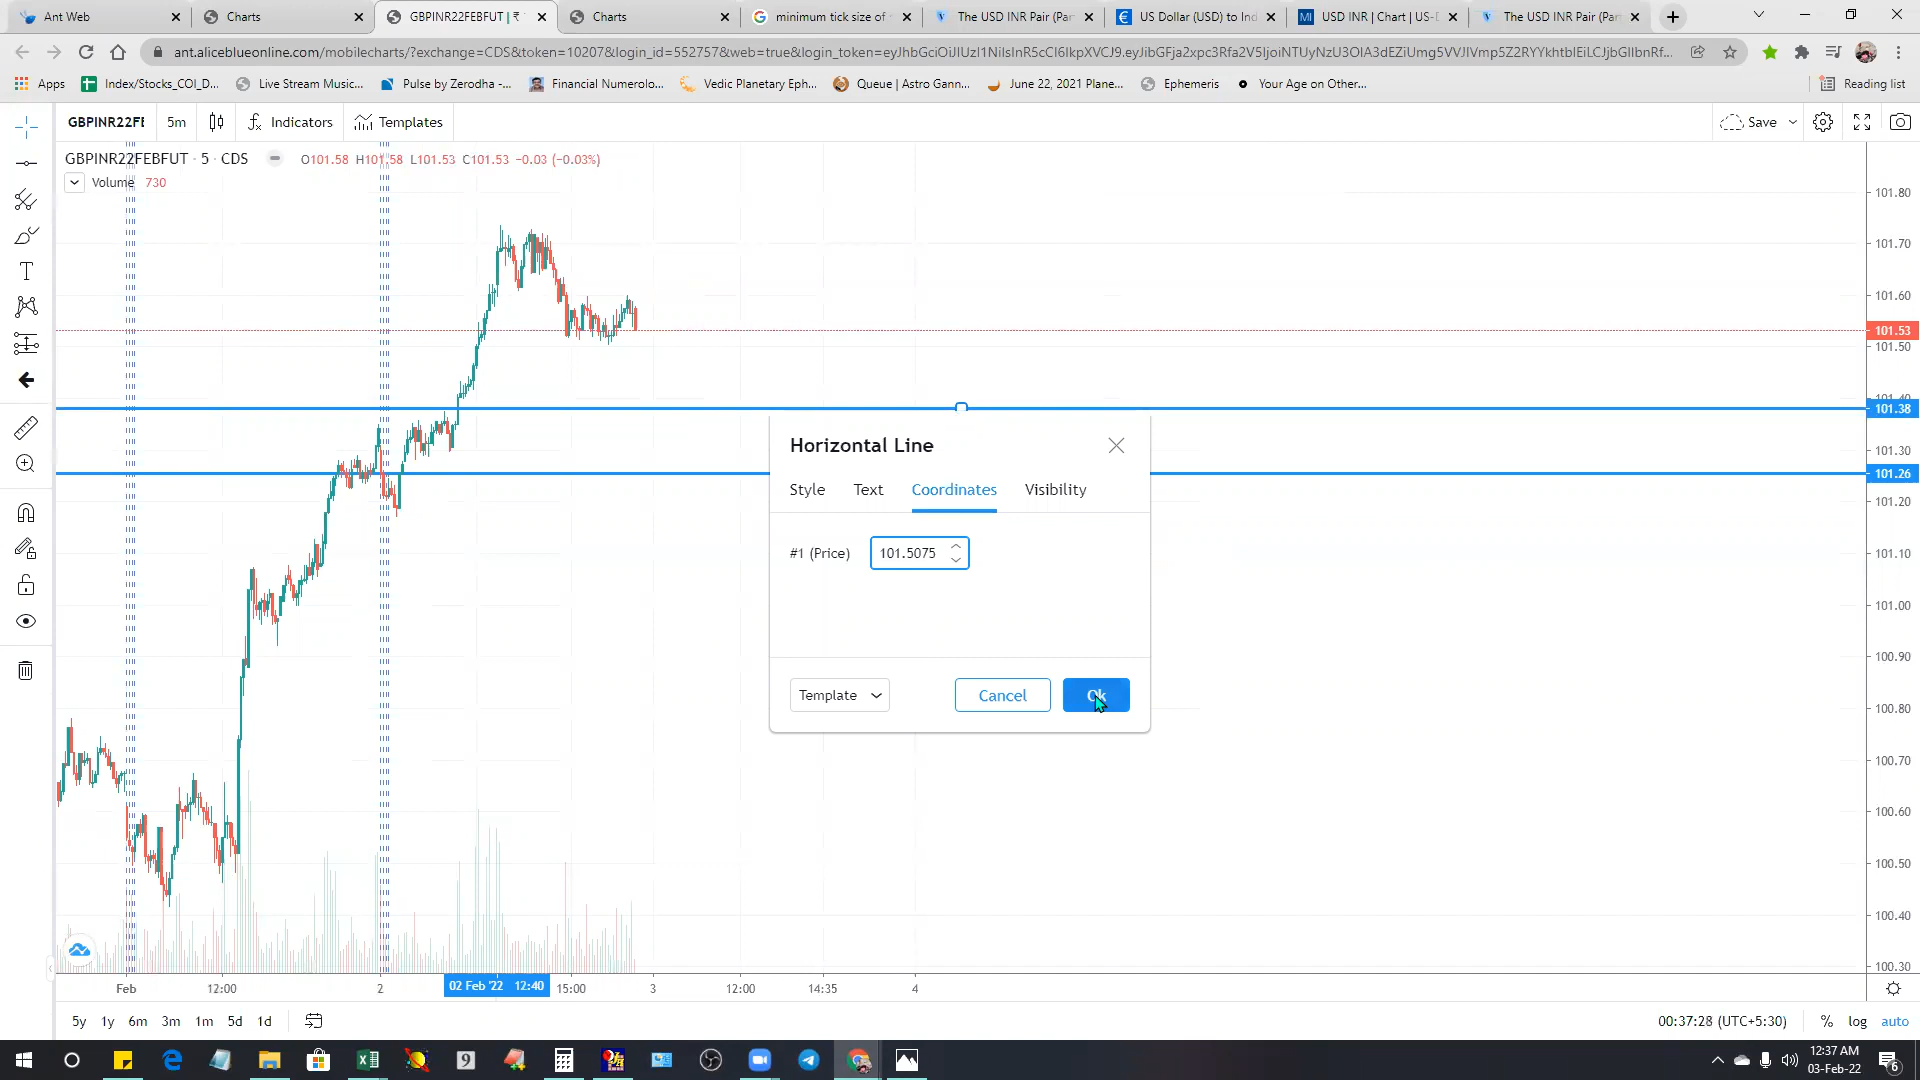 Ant Web
Charts
GBPINR22FEBFUT | ₹
Charts
minimum tick size of
The USD INR Pair (Par
US Dollar (USD) to Ind
USD INR | Chart | US-D
The USD INR Pair (Par
Apps
Index/Stocks_COI_D...
Live Stream Music...
Pulse by Zerodha -...
Financial Numerolo...
Vedic Planetary Eph...
Queue | Astro Gann...
June 22, 2021 Plane...
Ephemeris
Your Age on Other...
Reading list
GBPINR22FE
5m
Indicators
Templates
Save
GBPINR22FEBFUT · 5 · CDS
O101.58 H101.58 L101.53 C101.53 −0.03 (−0.03%)
Volume 730
101.80
101.70
101.60
101.53
101.50
101.38
101.30
101.26
101.20
101.10
101.00
100.90
100.80
100.70
100.60
100.50
100.40
100.30
Horizontal Line
Style
Text
Coordinates
Visibility
#1 (Price)
101.5075
Template
Cancel
Ok
Feb
12:00
2
02 Feb '22 12:40
15:00
3
12:00
14:35
4
5y
1y
6m
3m
1m
5d
1d
00:37:28 (UTC+5:30)
%
log
auto
12:37 AM
03-Feb-22
6